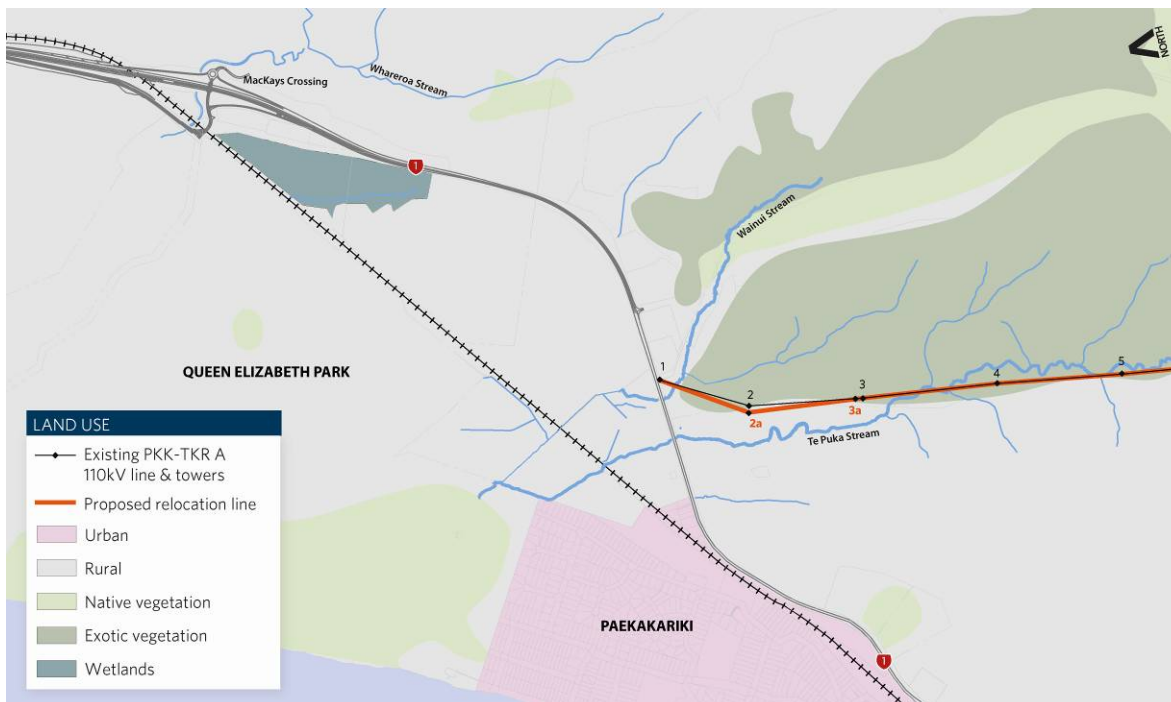 NORTH
MacKays Crossing
Whareroa Stream
1
Wainui Stream
QUEEN ELIZABETH PARK
1
2
3
4
5
2a
3a
Te Puka Stream
PAEKAKARIKI
1
LAND USE
Existing PKK-TKR A
110kV line & towers
Proposed relocation line
Urban
Rural
Native vegetation
Exotic vegetation
Wetlands